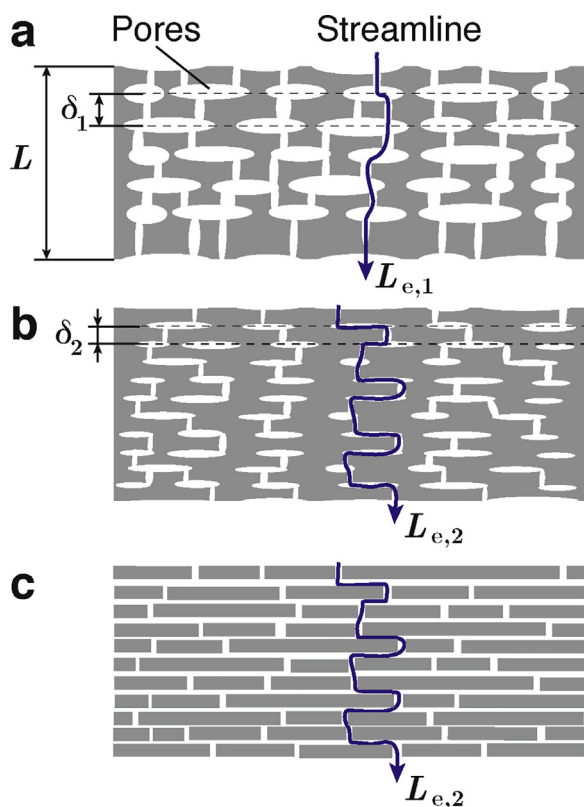 a
Pores Streamline
δ1
L
Le,1
b
δ2
Le,2
c
Le,2